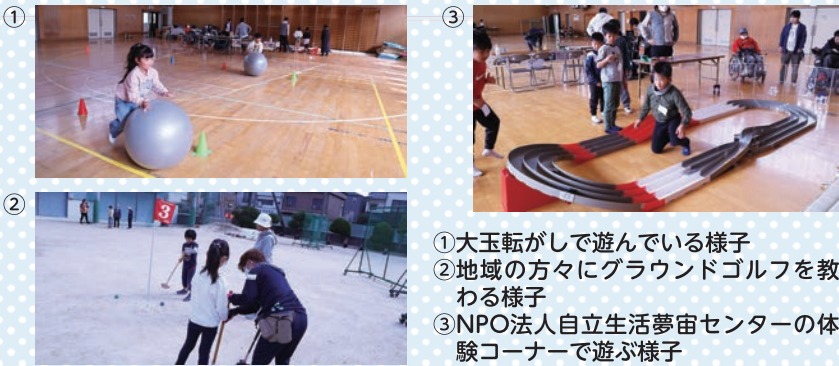 ①
③
②
3
①大玉転がしで遊んでいる様子
②地域の方々にグラウンドゴルフを教
わる様子
③NPO法人自立生活夢宙センターの体
験コーナーで遊ぶ様子